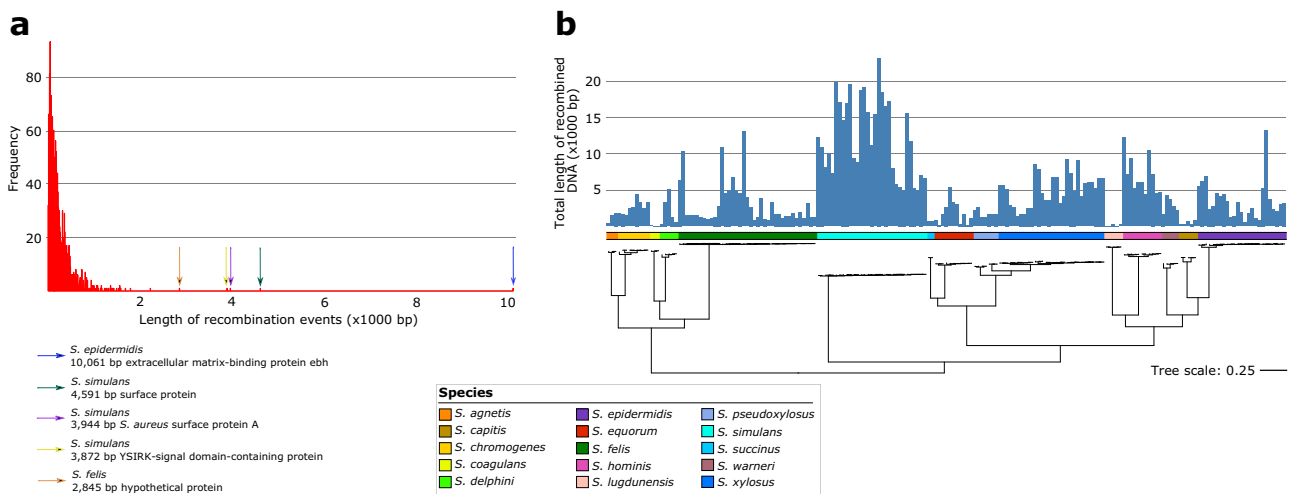 a
Frequency
80
60
40
20
2
4
6
8
10
Length of recombination events (x1000 bp)
S. epidermidis
10,061 bp extracellular matrix-binding protein ebh
S. simulans
4,591 bp surface protein
S. simulans
3,944 bp S. aureus surface protein A
S. simulans
3,872 bp YSIRK-signal domain-containing protein
S. felis
2,845 bp hypothetical protein
b
Total length of recombined
DNA (x1000 bp)
20
15
10
5
Tree scale: 0.25
Species
S. agnetis
S. capitis
S. chromogenes
S. coagulans
S. delphini
S. epidermidis
S. equorum
S. felis
S. hominis
S. lugdunensis
S. pseudoxylosus
S. simulans
S. succinus
S. warneri
S. xylosus